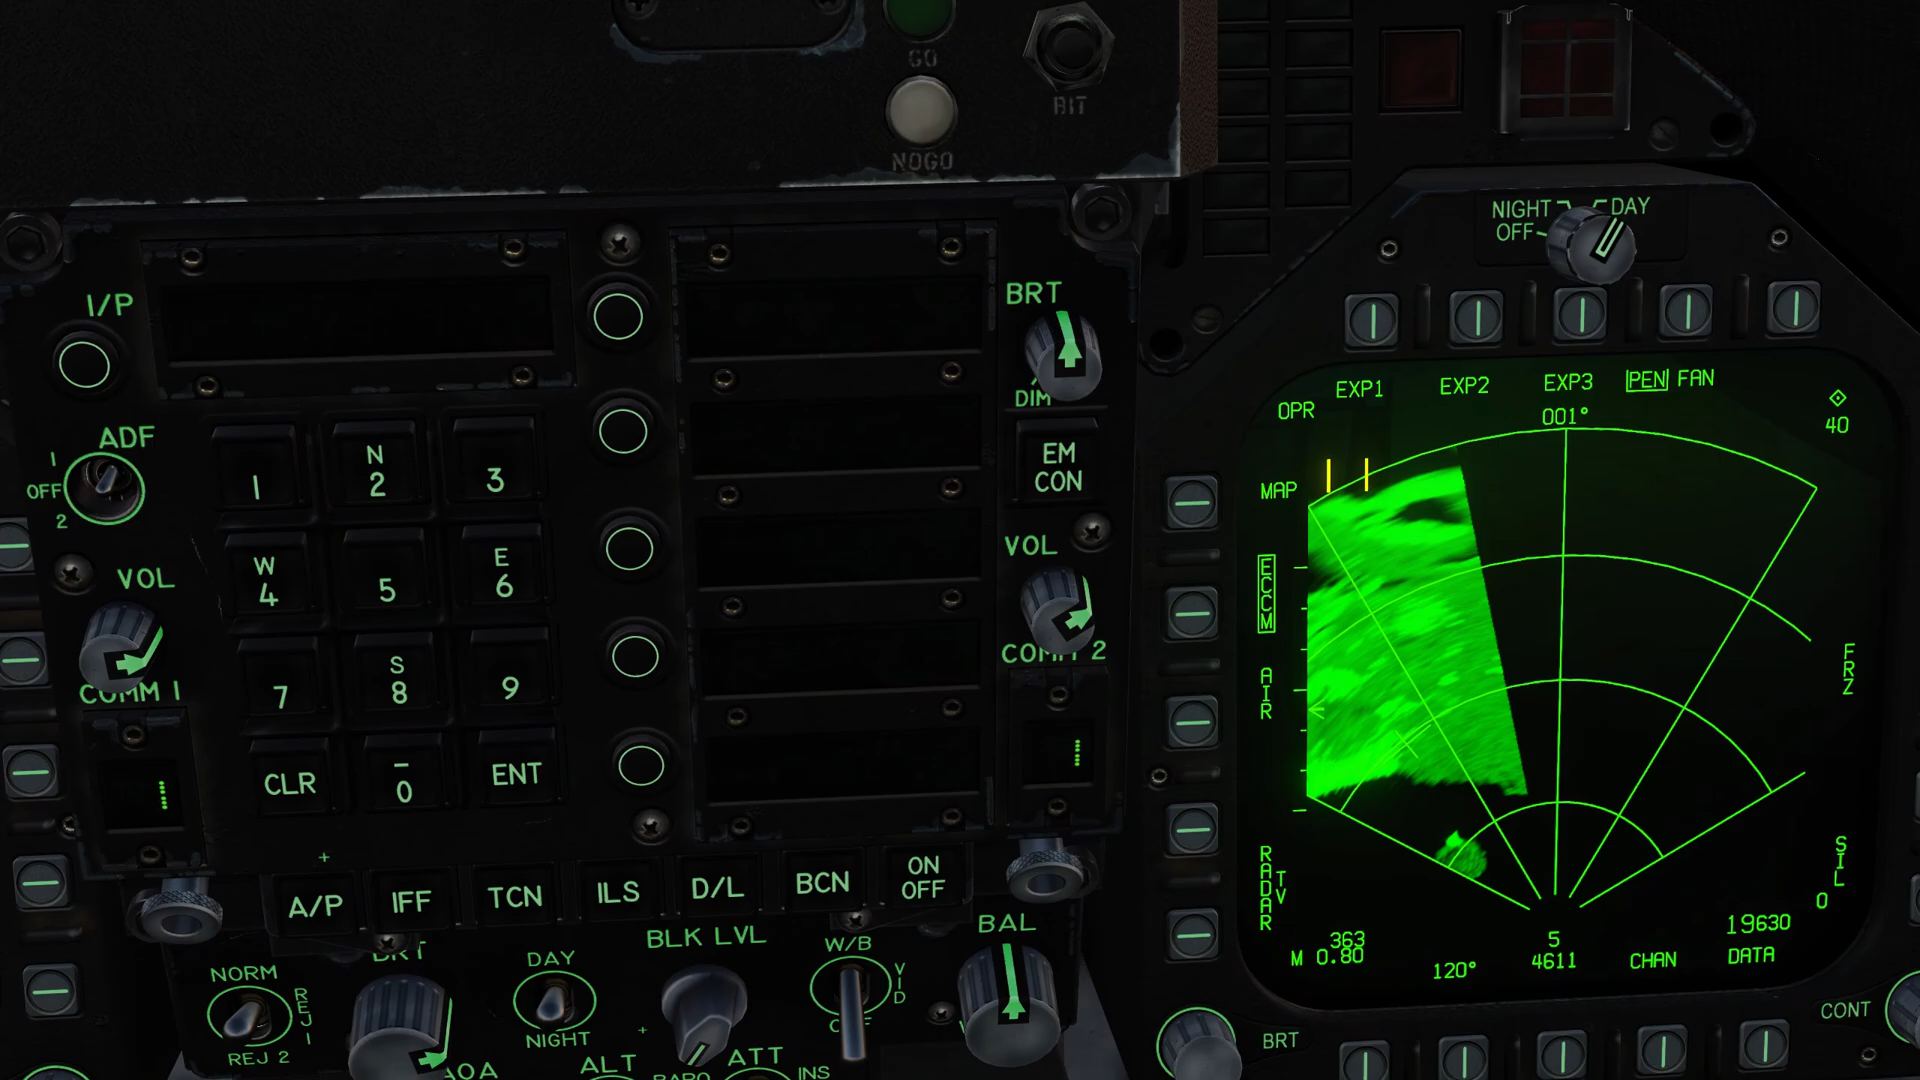 GO
BIT
NOGO
NIGHT
DAY
OFF
I/P
BRT
DIM
ADF
1
OFF
2
1
N
2
3
EM
CON
W
4
5
E
6
VOL
VOL
COMM 1
COMM 2
7
S
8
9
CLR
–
0
ENT
A/P
IFF
TCN
ILS
D/L
BCN
ON
OFF
NORM
REJ 1
REJ 2
BRT
DAY
NIGHT
BLK LVL
W/B
VID
BAL
AOA
ALT
ATT
INS
BARO
EXP1
EXP2
EXP3
PEN
FAN
OPR
001°
40
MAP
ECCM
AIR
FRZ
RADAR
TV
SIL
0
363
M 0.80
120°
5
4611
CHAN
19630
DATA
BRT
CONT